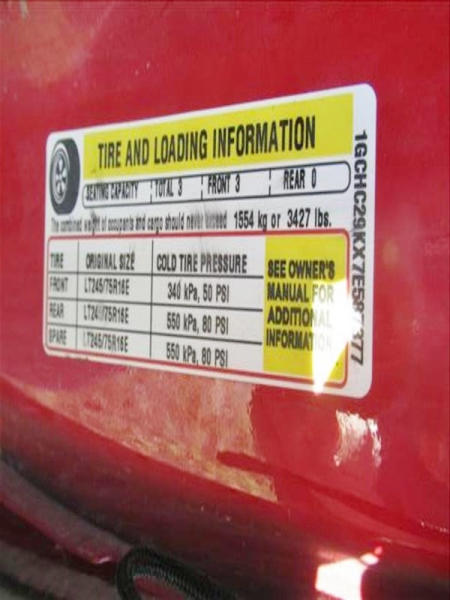 TIRE AND LOADING INFORMATION
SEATING CAPACITY TOTAL 3 FRONT 3 REAR 0
The combined weight of occupants and cargo should never exceed 1554 kg or 3427 lbs.
TIRE ORIGINAL SIZE COLD TIRE PRESSURE
FRONT LT245/75R16E 340 kPa, 50 PSI
REAR LT245/75R16E 550 kPa, 80 PSI
SPARE LT245/75R16E 550 kPa, 80 PSI
SEE OWNER'S
MANUAL FOR
ADDITIONAL
INFORMATION